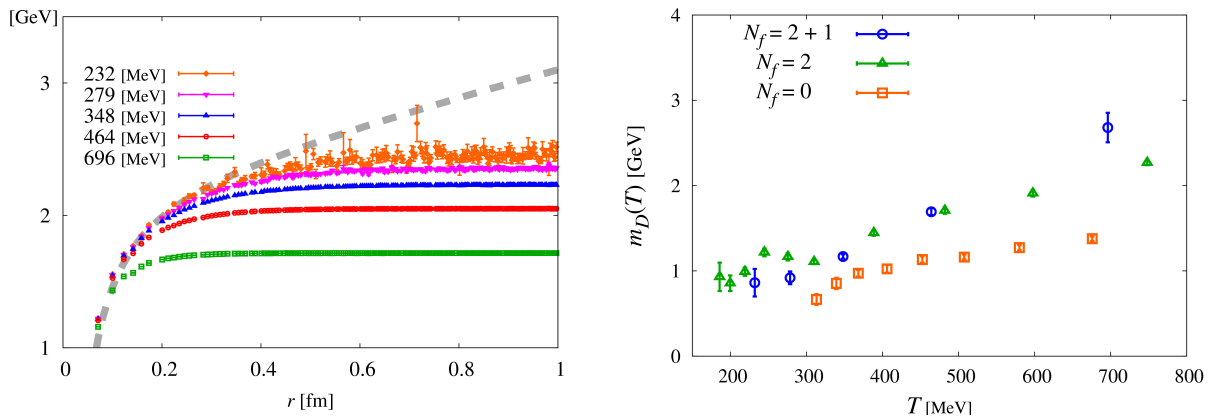 [GeV]
3
232 [MeV]
279 [MeV]
348 [MeV]
464 [MeV]
696 [MeV]
2
1
0 0.2 0.4 0.6 0.8 1
r [fm]
4
N_f = 2 + 1
N_f = 2
N_f = 0
3
m_D(T) [GeV]
2
1
0
200 300 400 500 600 700 800
T [MeV]